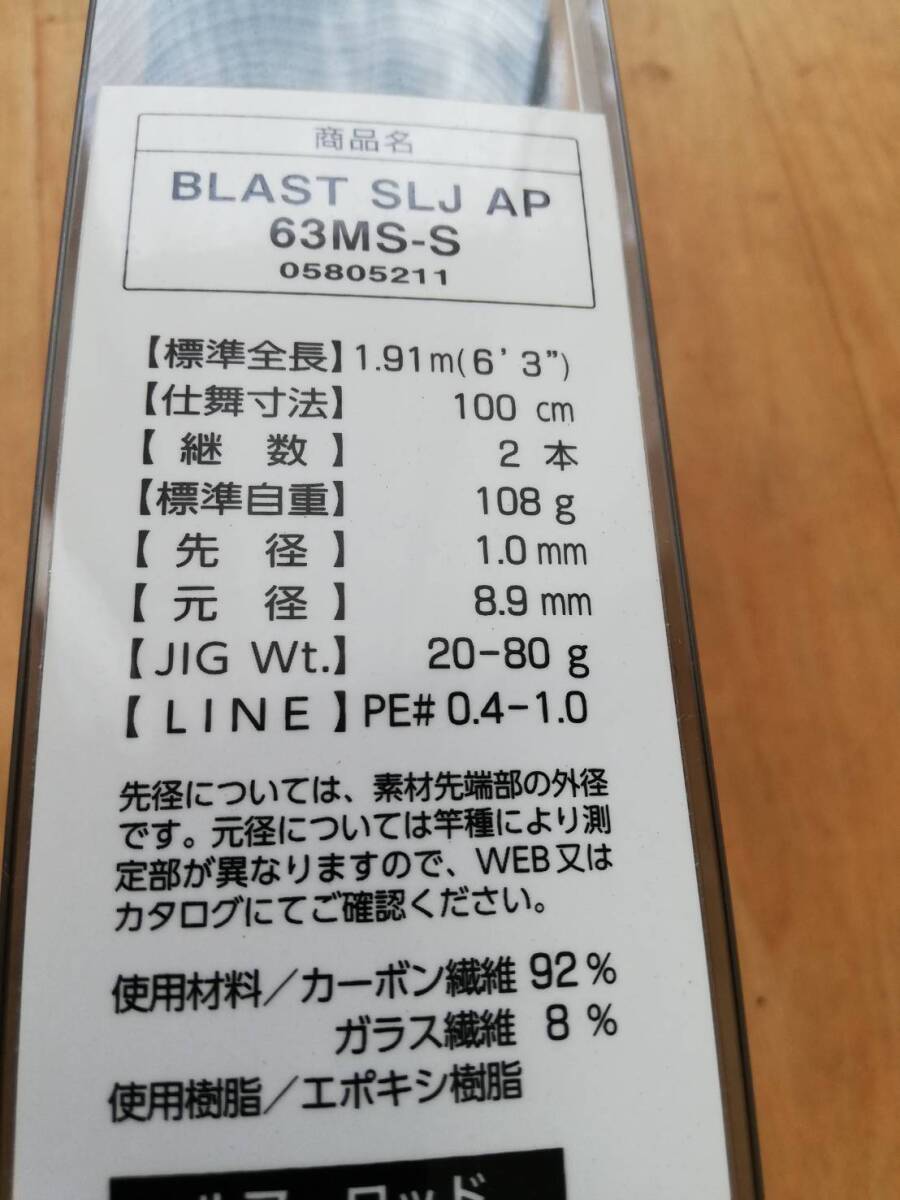 商品名
BLAST SLJ AP
63MS-S
05805211
【標準全長】1.91m(6'3")
【仕舞寸法】 100 cm
【継 数】 2 本
【標準自重】 108 g
【先 径】 1.0 mm
【元 径】 8.9 mm
【JIG Wt.】 20-80 g
【LINE】PE# 0.4-1.0
先径については、素材先端部の外径
です。元径については竿種により測
定部が異なりますので、WEB又は
カタログにてご確認ください。
使用材料/カーボン繊維 92%
ガラス繊維 8%
使用樹脂/エポキシ樹脂
ルアーロッド